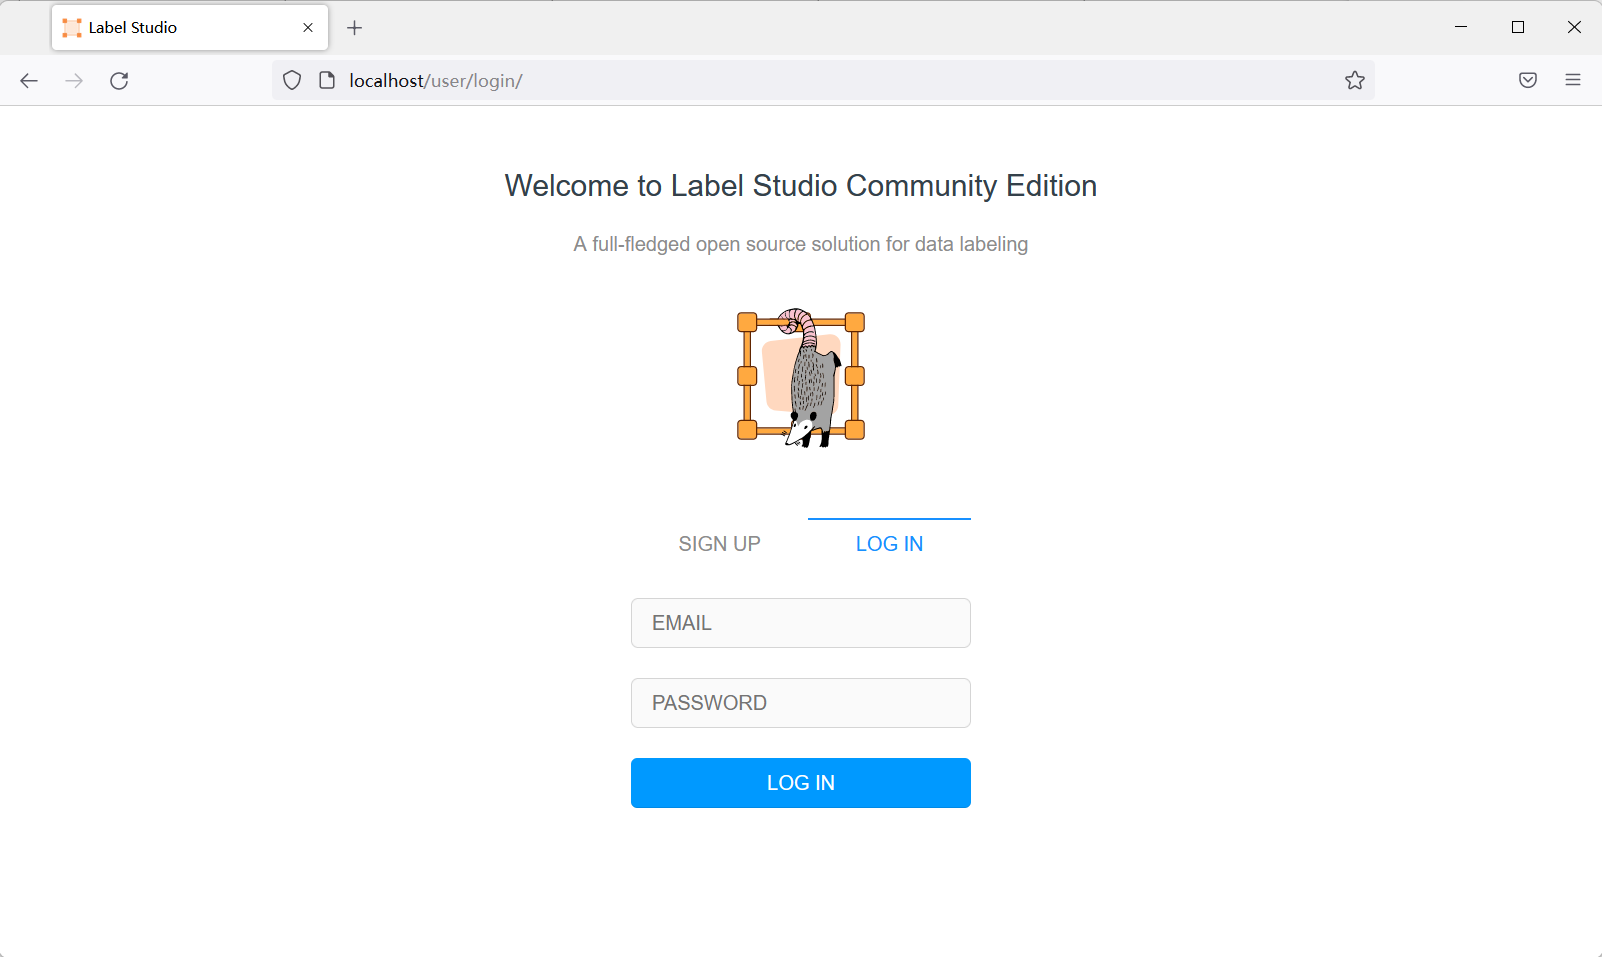 Label Studio
localhost/user/login/
Welcome to Label Studio Community Edition
A full-fledged open source solution for data labeling
SIGN UP
LOG IN
EMAIL
PASSWORD
LOG IN